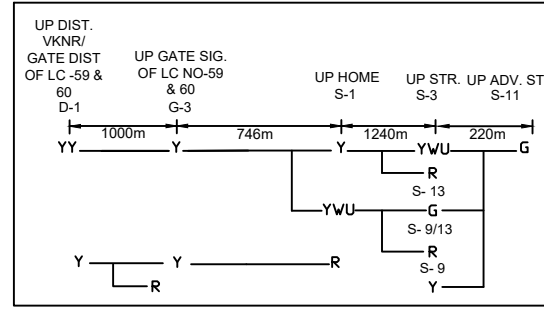 UP DIST.
VKNR/
GATE DIST
OF LC -59 &
60
D-1
UP GATE SIG.
OF LC NO-59
& 60
G-3
UP HOME
S-1
UP STR.
S-3
UP ADV. ST
S-11
1000m 746m 1240m 220m
YY Y Y YWU G
R
S- 13
YWU G
S- 9/13
R
S- 9
Y Y R
R
Y